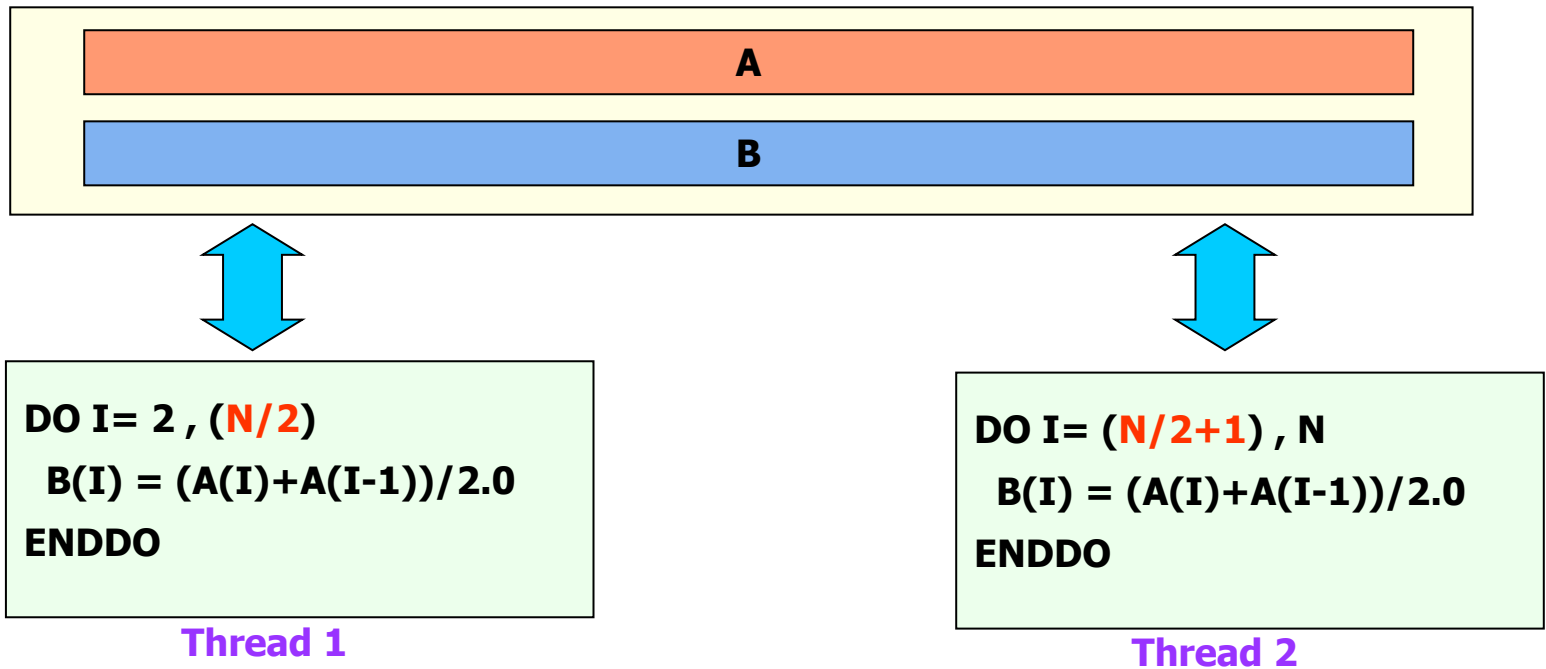 A
B
DO I= 2 , (N/2)
B(I) = (A(I)+A(I-1))/2.0
ENDDO
Thread 1
DO I= (N/2+1) , N
B(I) = (A(I)+A(I-1))/2.0
ENDDO
Thread 2